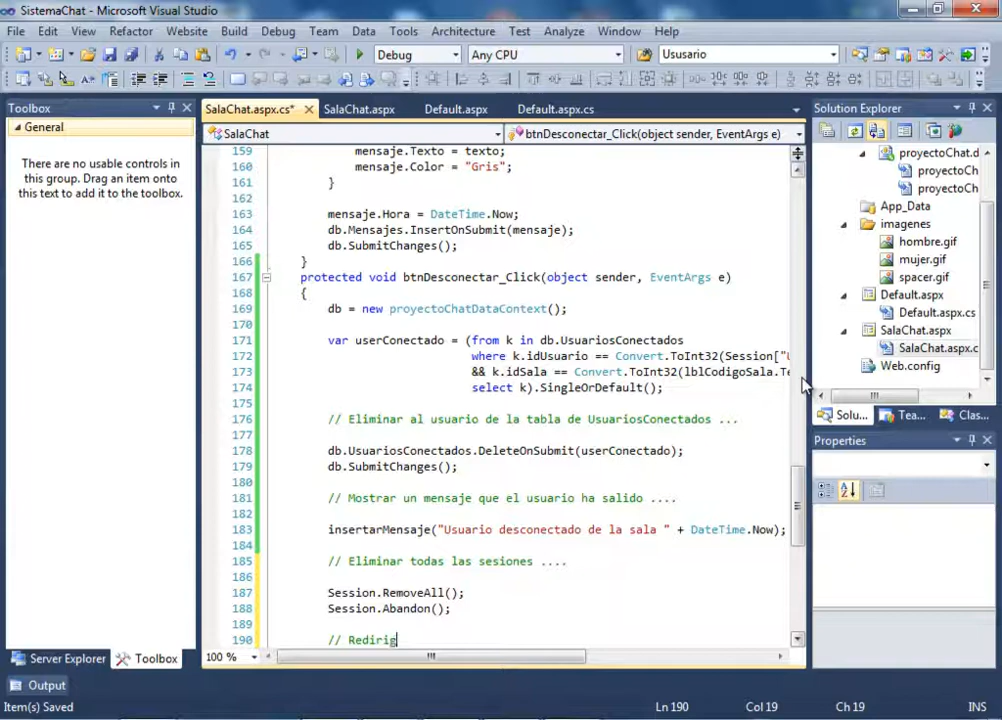 SistemaChat - Microsoft Visual Studio
File Edit View Refactor Website Build Debug Team Data Tools Architecture Test Analyze Window Help
Debug Any CPU Ususario
Toolbox
General
There are no usable controls in
this group. Drag an item onto
this text to add it to the toolbox.
Server Explorer Toolbox
SalaChat.aspx.cs* SalaChat.aspx Default.aspx Default.aspx.cs
SalaChat btnDesconectar_Click(object sender, EventArgs e)
159 mensaje.Texto = texto;
160 mensaje.Color = "Gris";
161 }
162
163 mensaje.Hora = DateTime.Now;
164 db.Mensajes.InsertOnSubmit(mensaje);
165 db.SubmitChanges();
166 }
167 protected void btnDesconectar_Click(object sender, EventArgs e)
168 {
169 db = new proyectoChatDataContext();
170
171 var userConectado = (from k in db.UsuariosConectados
172 where k.idUsuario == Convert.ToInt32(Session["U
173 && k.idSala == Convert.ToInt32(lblCodigoSala.Te
174 select k).SingleOrDefault();
175
176 // Eliminar al usuario de la tabla de UsuariosConectados ...
177
178 db.UsuariosConectados.DeleteOnSubmit(userConectado);
179 db.SubmitChanges();
180
181 // Mostrar un mensaje que el usuario ha salido ....
182
183 insertarMensaje("Usuario desconectado de la sala " + DateTime.Now);
184
185 // Eliminar todas las sesiones ....
186
187 Session.RemoveAll();
188 Session.Abandon();
189
190 // Redirig
100 %
Solution Explorer
proyectoChat.d
proyectoCh
proyectoCh
App_Data
imagenes
hombre.gif
mujer.gif
spacer.gif
Default.aspx
Default.aspx.cs
SalaChat.aspx
SalaChat.aspx.c
Web.config
Solu... Tea... Clas...
Properties
Output
Item(s) Saved Ln 190 Col 19 Ch 19 INS